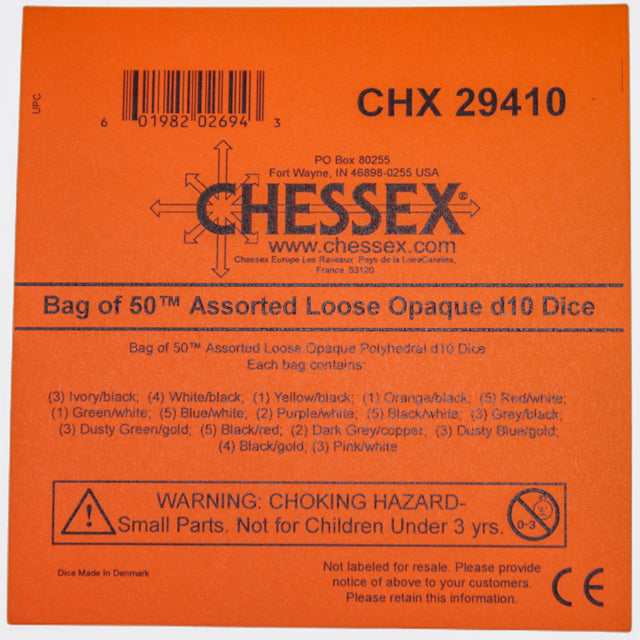 UPC
6 01982 02694 3
CHX 29410
PO Box 80255
Fort Wayne, IN 46898-0255 USA
CHESSEX®
www.chessex.com
Chessex Europe Les Raveaux Pays de la LoireCarelles,
France 53120
Bag of 50™ Assorted Loose Opaque d10 Dice
Bag of 50™ Assorted Loose Opaque Polyhedral d10 Dice
Each bag contains:
(3) Ivory/black; (4) White/black; (1) Yellow/black; (1) Orange/black; (5) Red/white;
(1) Green/white; (5) Blue/white; (2) Purple/white; (5) Black/white; (3) Grey/black;
(3) Dusty Green/gold; (5) Black/red; (2) Dark Grey/copper; (3) Dusty Blue/gold;
(4) Black/gold; (3) Pink/white
WARNING: CHOKING HAZARD-
Small Parts. Not for Children Under 3 yrs.
0-3
Dice Made In Denmark
Not labeled for resale. Please provide
notice of above to your customers.
Please retain this information.
CE